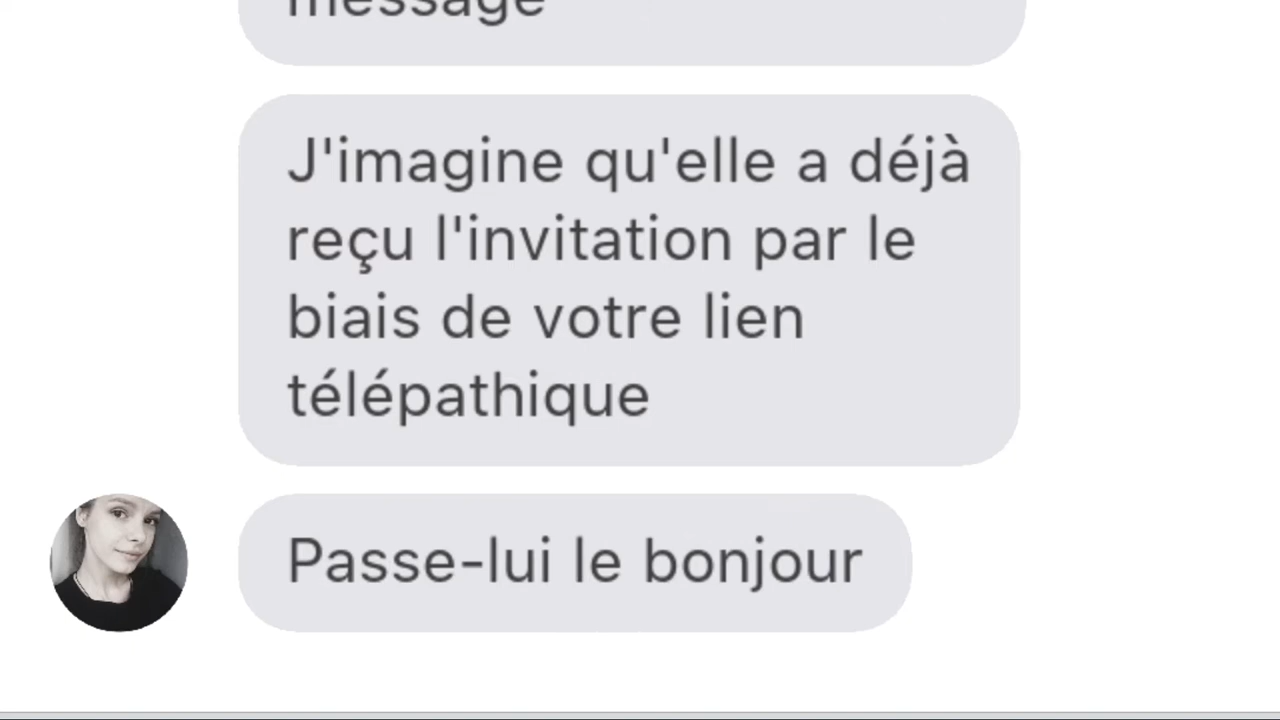 message
J'imagine qu'elle a déjà
reçu l'invitation par le
biais de votre lien
télépathique
Passe-lui le bonjour